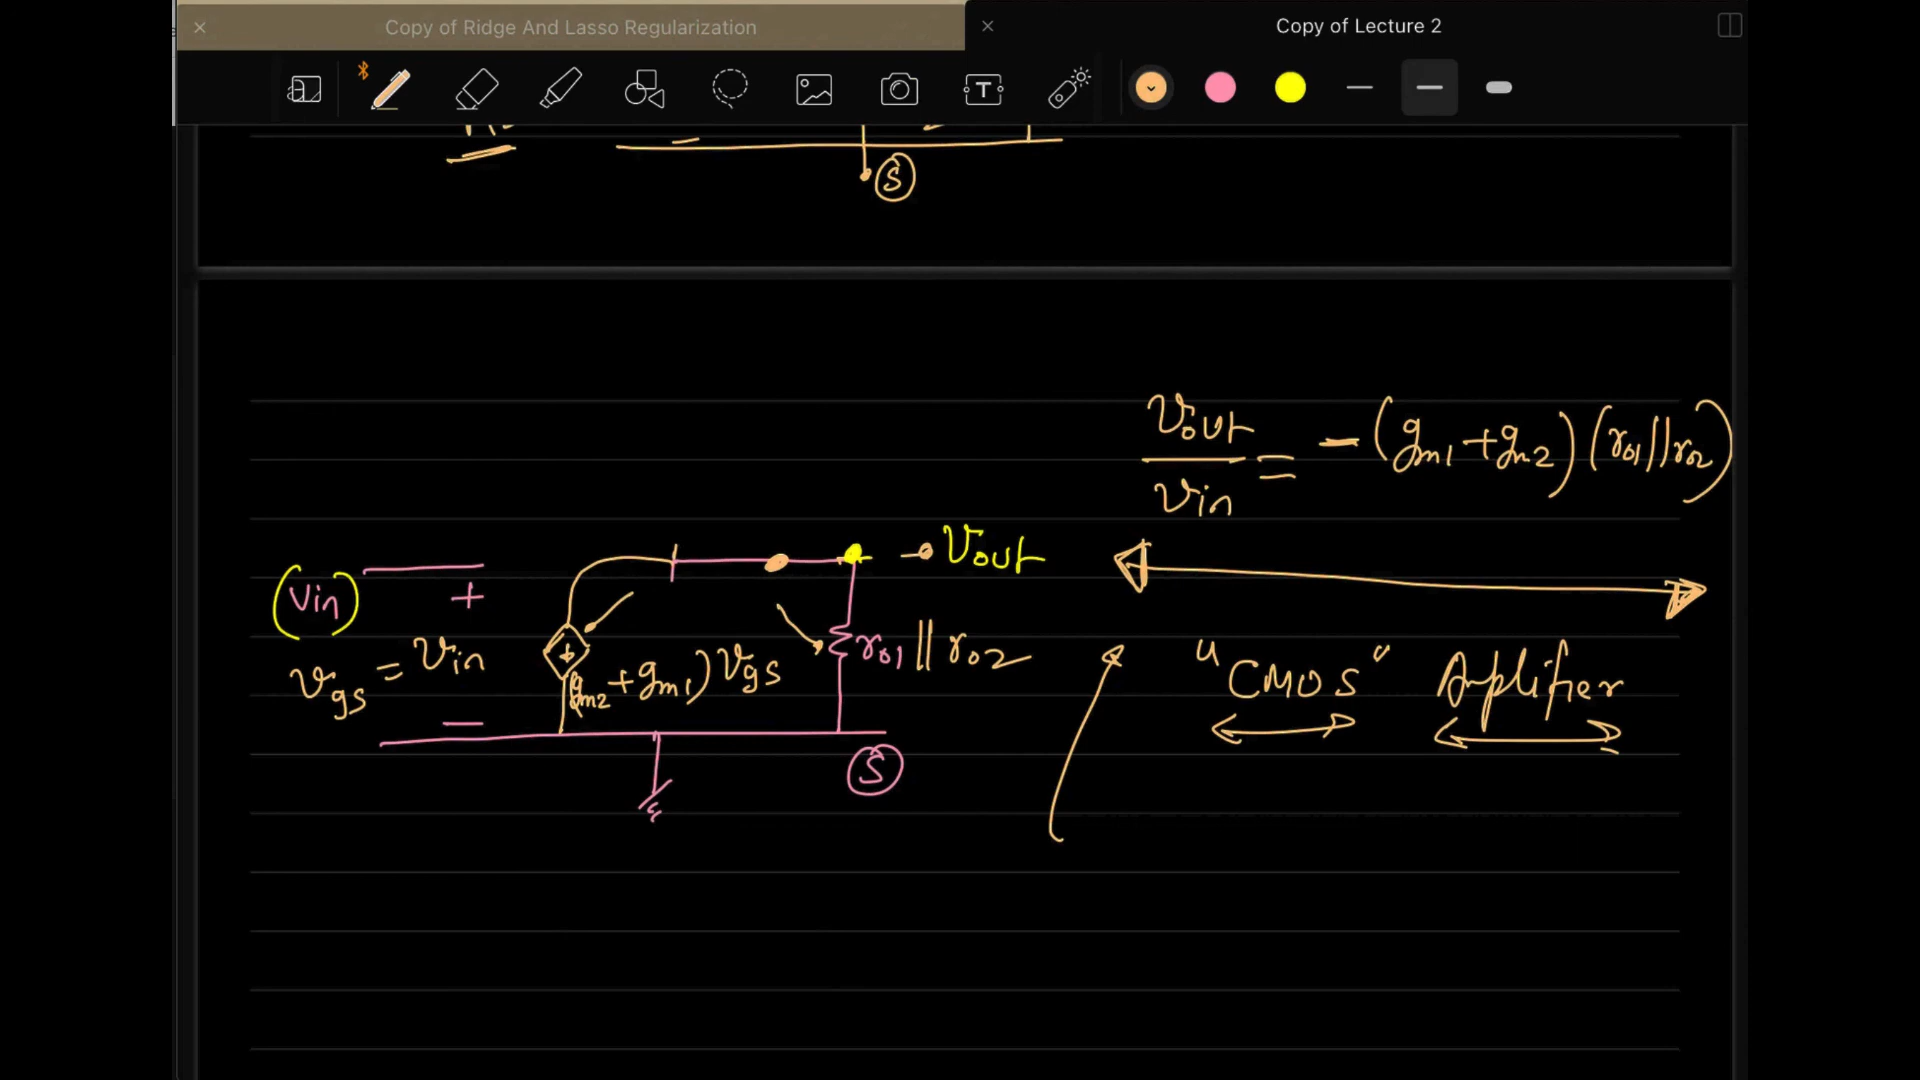 Copy of Ridge And Lasso Regularization
Copy of Lecture 2
S
Vout
Vin
= - (gm1 + gm2) (ro1 || ro2)
(Vin)
+
Vout
Vgs = Vin
(gm2 + gm1) Vgs
ro1 || ro2
"CMOS" Amplifier
S